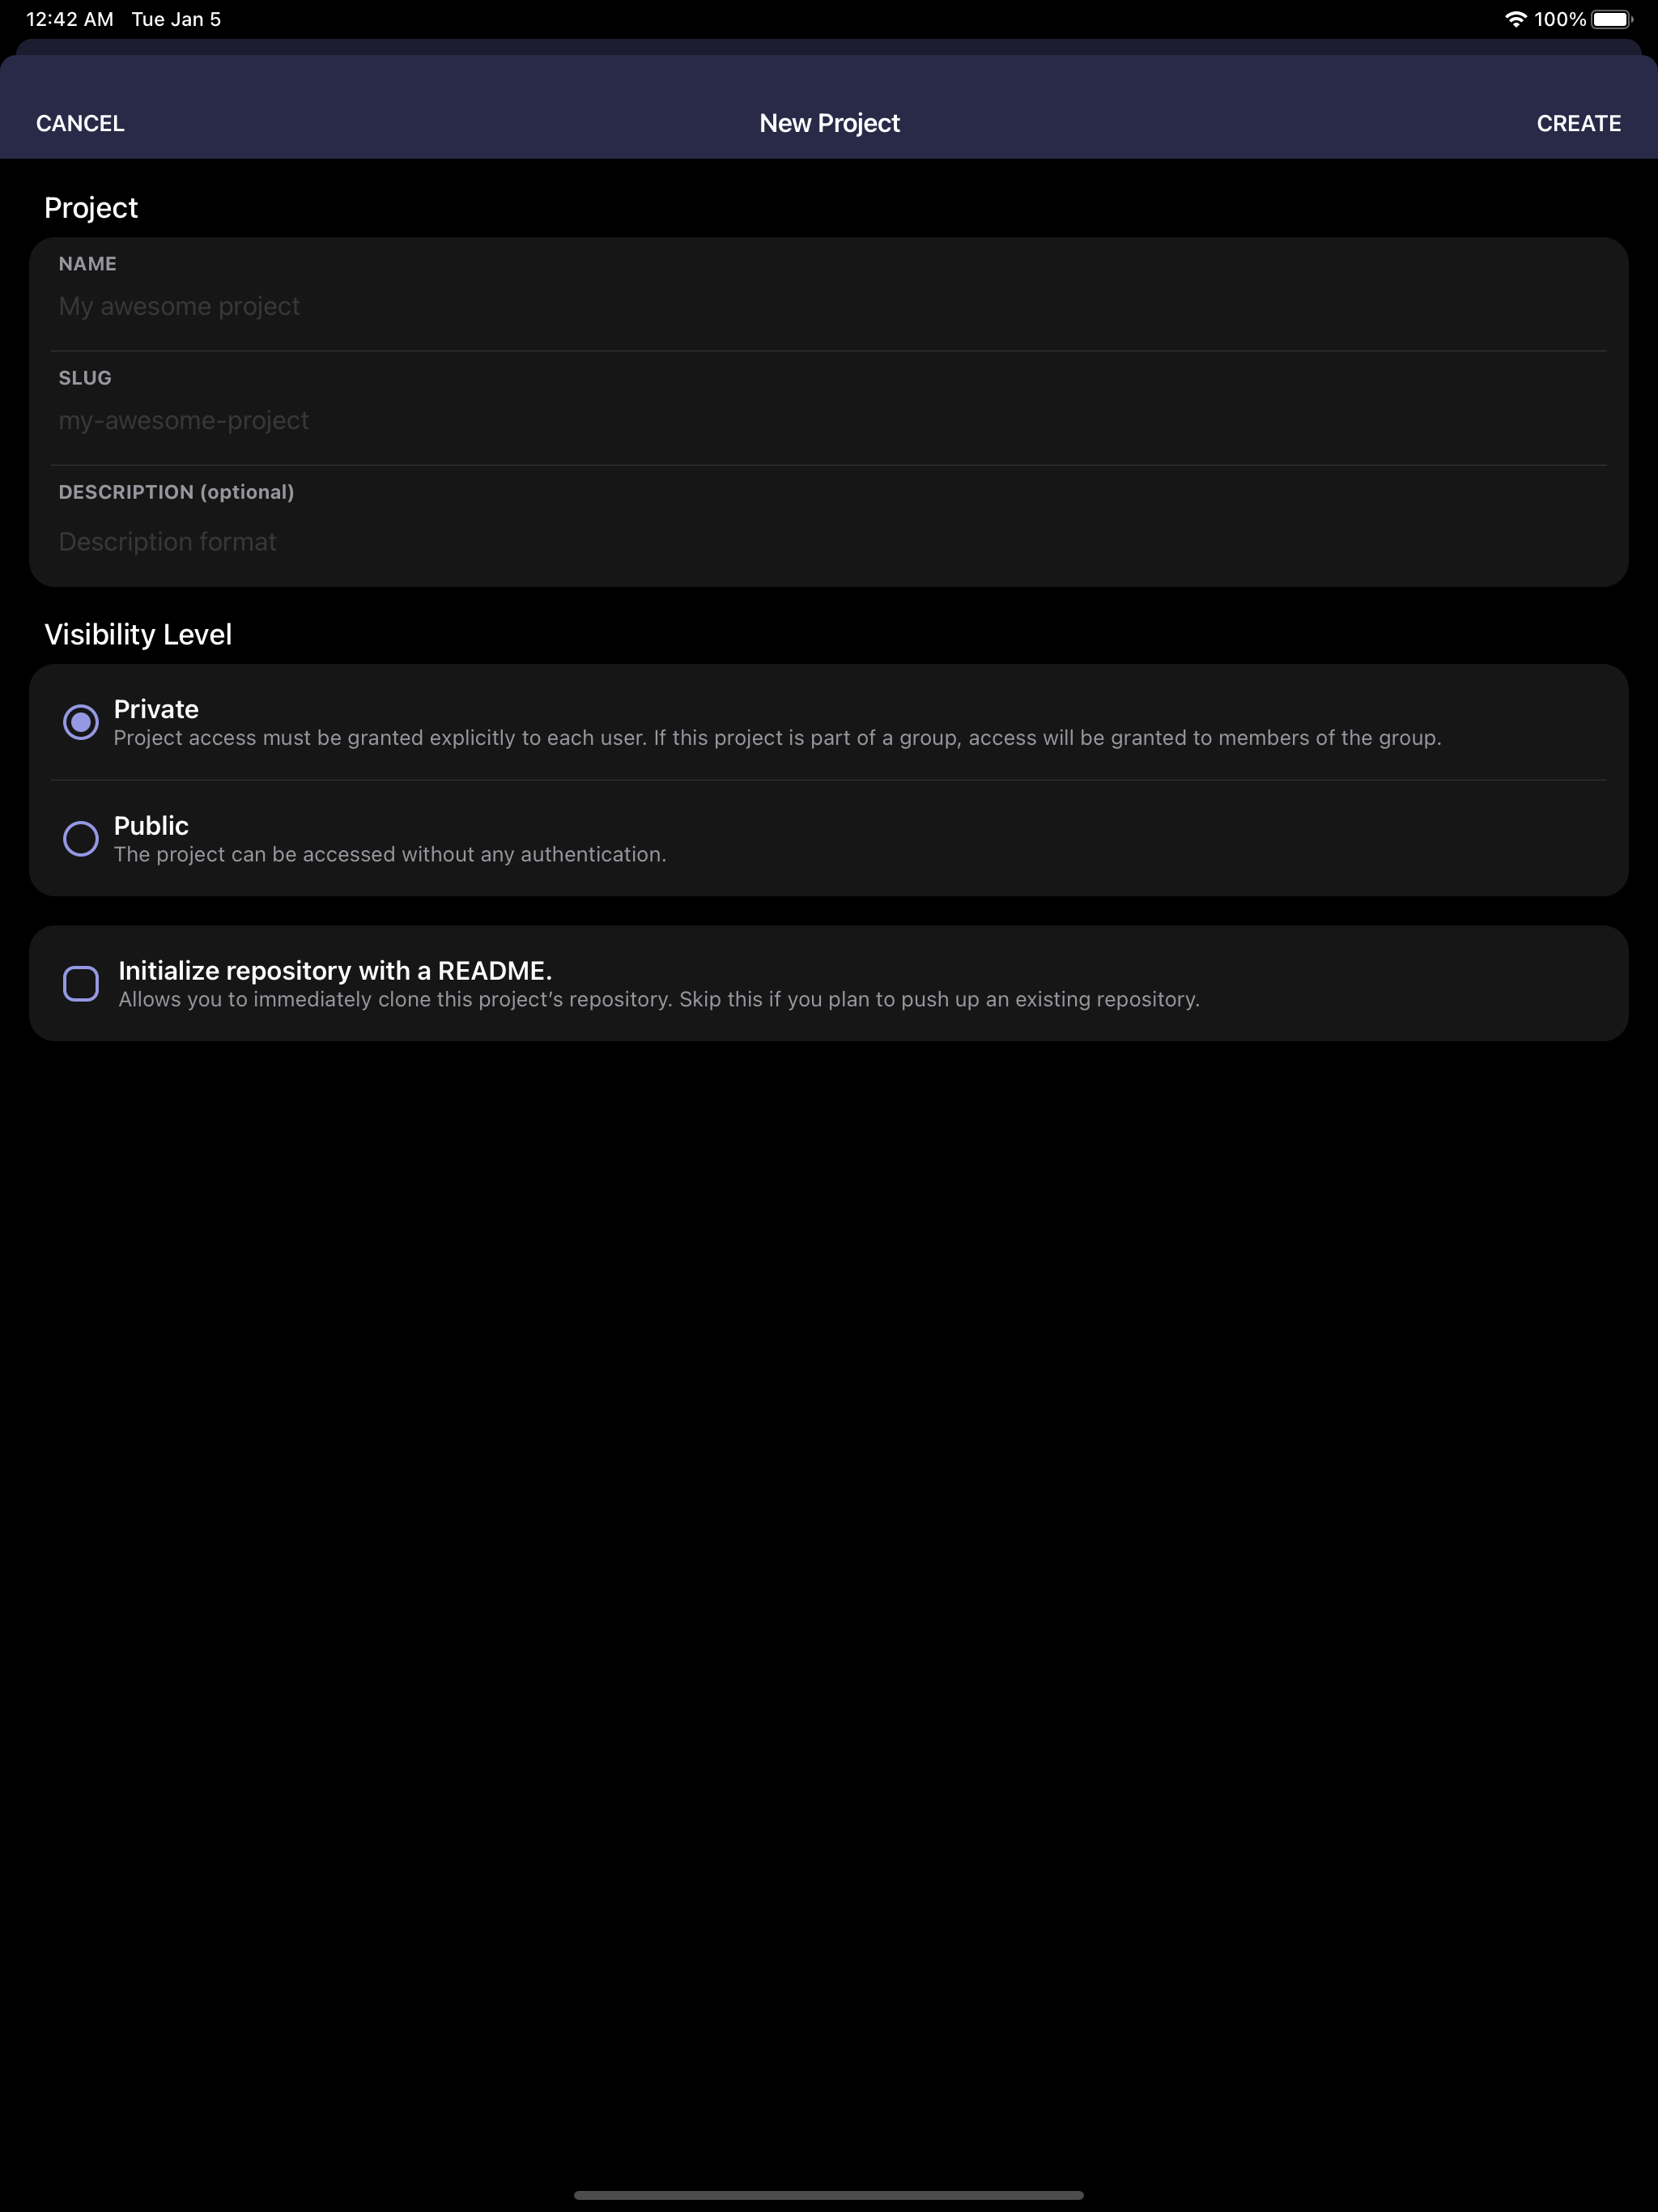 12:42 AM Tue Jan 5 100%
CANCEL New Project CREATE
Project
NAME
My awesome project
SLUG
my-awesome-project
DESCRIPTION (optional)
Description format
Visibility Level
Private
Project access must be granted explicitly to each user. If this project is part of a group, access will be granted to members of the group.
Public
The project can be accessed without any authentication.
Initialize repository with a README.
Allows you to immediately clone this project’s repository. Skip this if you plan to push up an existing repository.